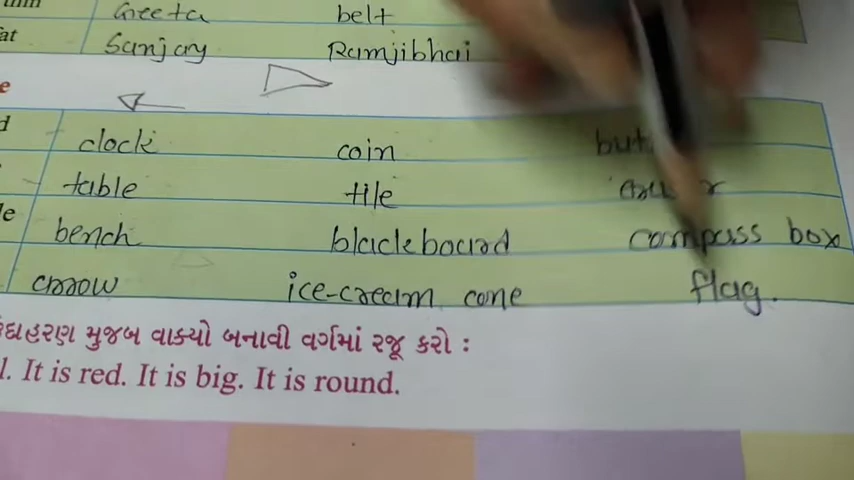 Geeta belt
Sanjay Ramjibhai
clock coin
table tile
bench blackboard compass box
arrow ice-cream cone flag.
ઉદાહરણ મુજબ વાક્યો બનાવી વર્ગમાં રજૂ કરો :
It is red. It is big. It is round.